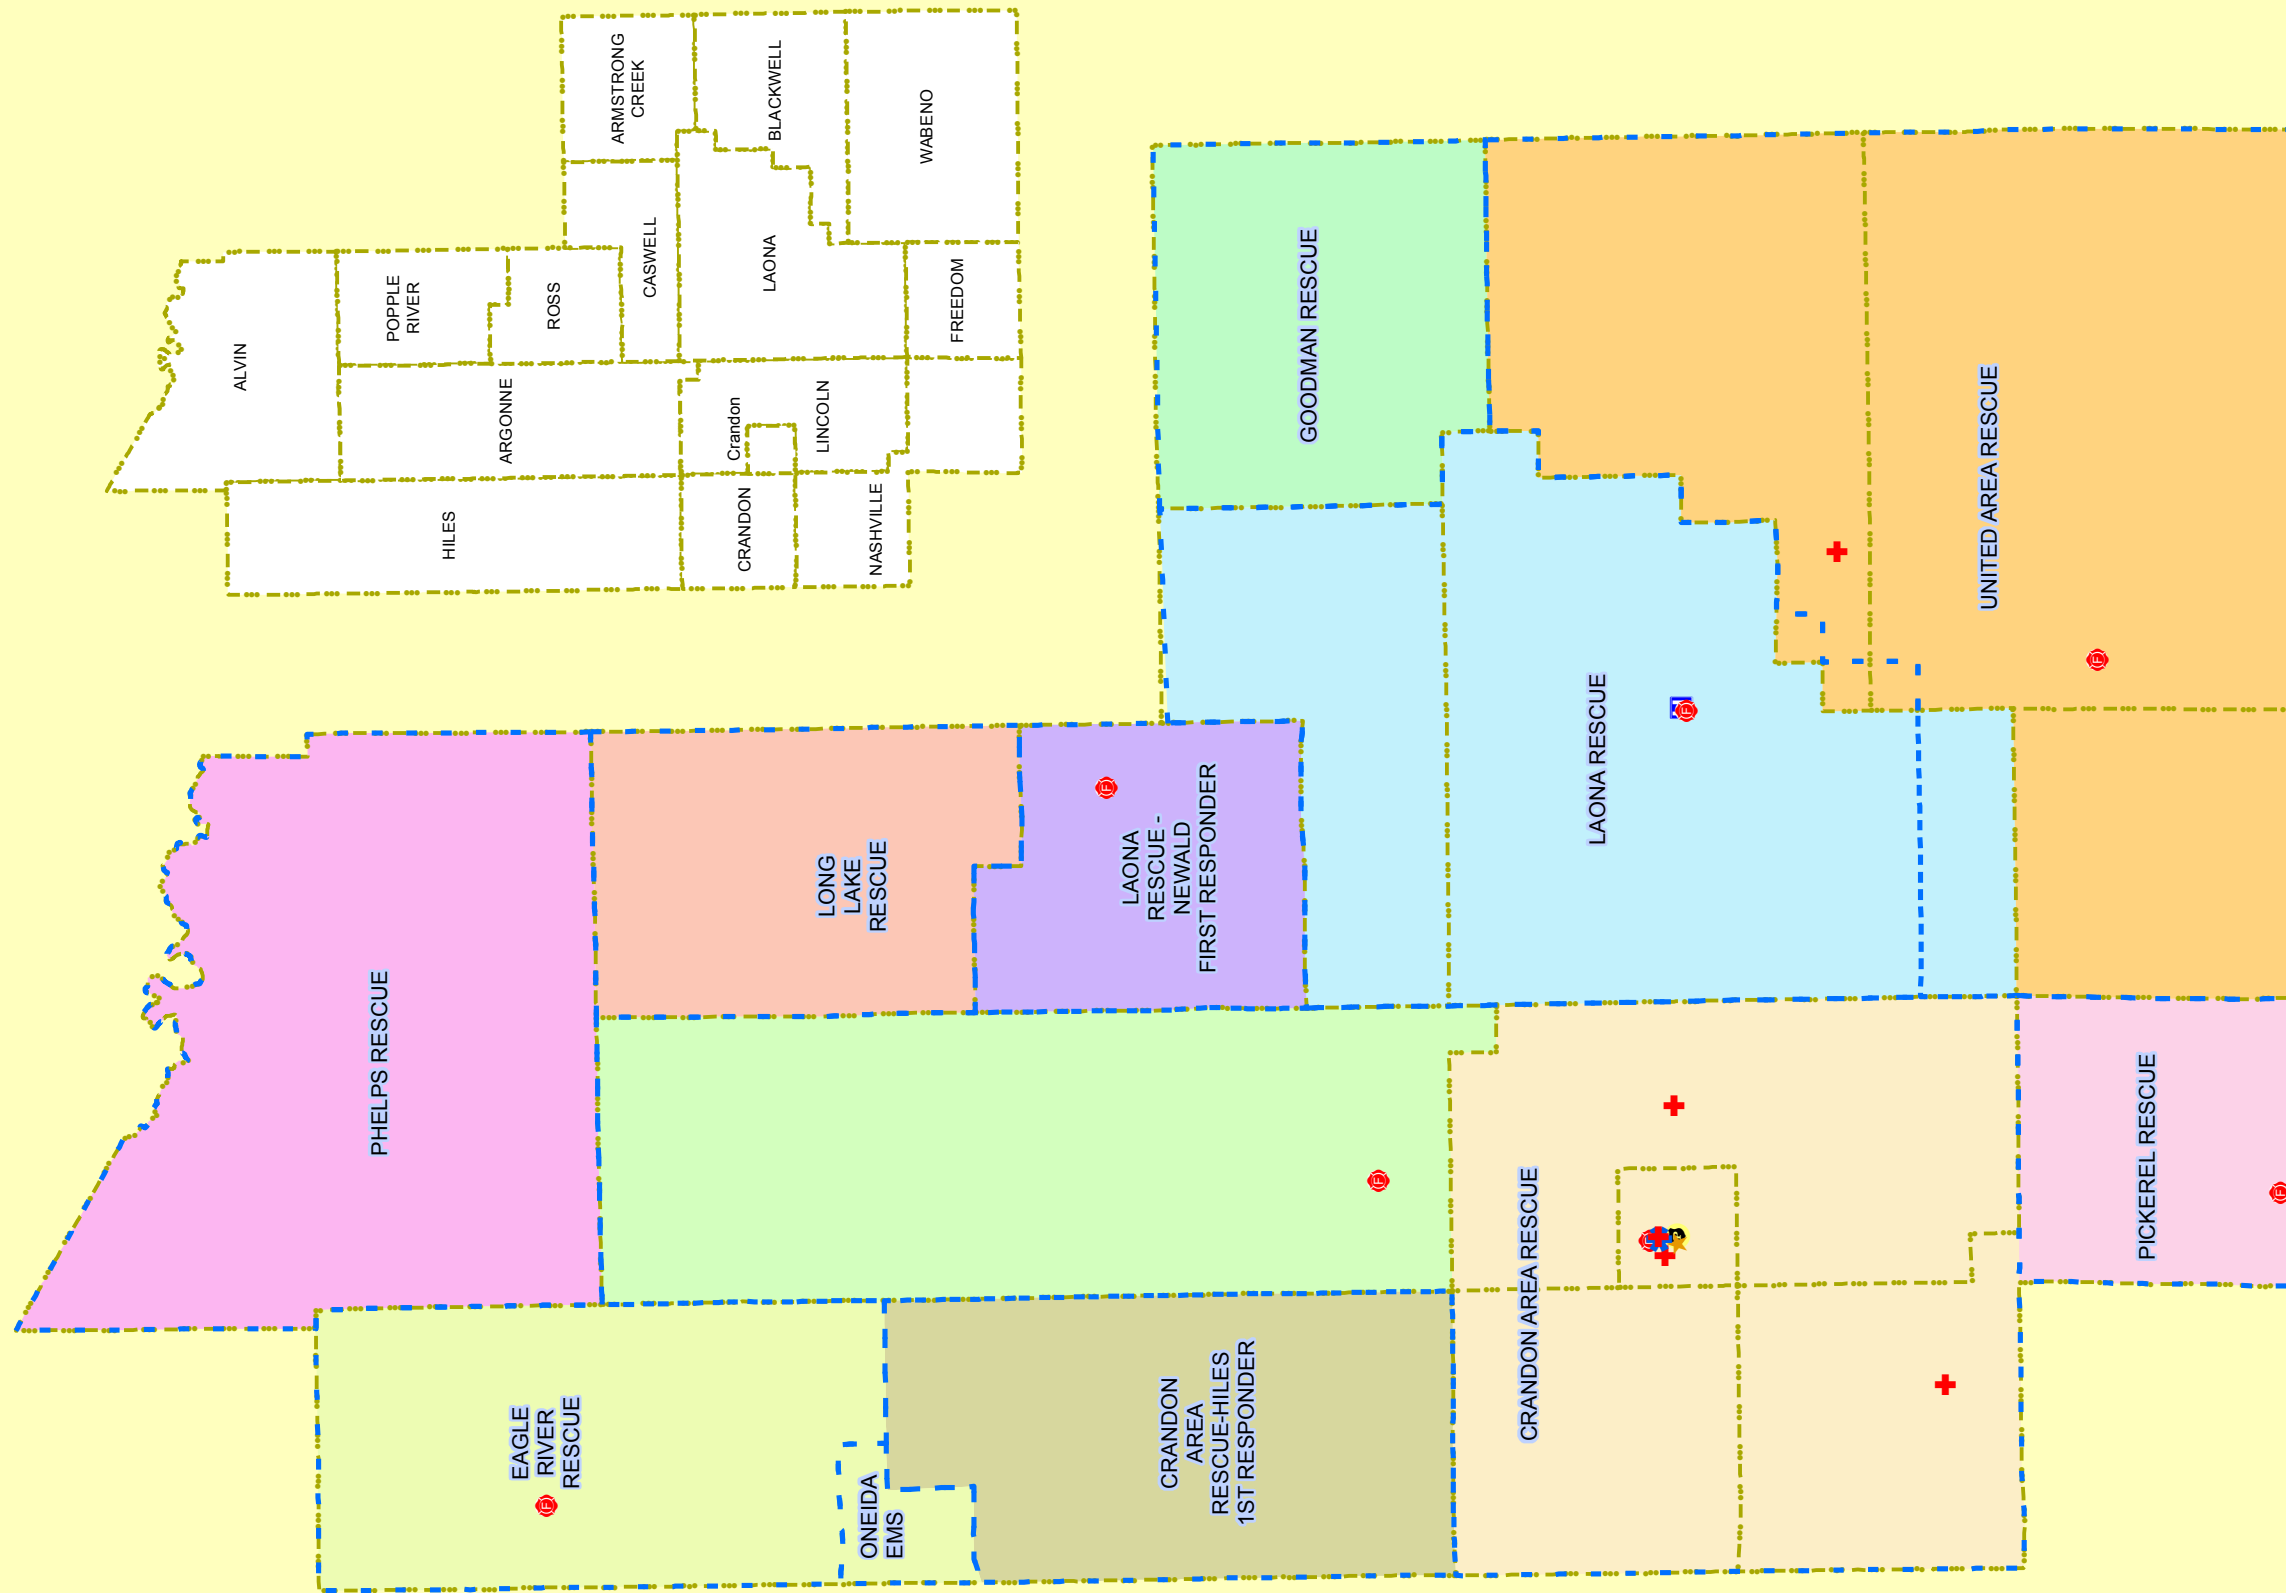 ALVIN
POPPLE
RIVER
ROSS
ARGONNE
HILES
ARMSTRONG
CREEK
CASWELL
BLACKWELL
LAONA
WABENO
FREEDOM
Crandon
LINCOLN
CRANDON
NASHVILLE
PHELPS RESCUE
LONG
LAKE
RESCUE
LAONA
RESCUE -
NEWALD
FIRST RESPONDER
GOODMAN RESCUE
UNITED AREA RESCUE
LAONA RESCUE
EAGLE
RIVER
RESCUE
ONEIDA
EMS
CRANDON
AREA
RESCUE-HILES
1ST RESPONDER
CRANDON AREA RESCUE
PICKEREL RESCUE
F
F
F
F
F
F